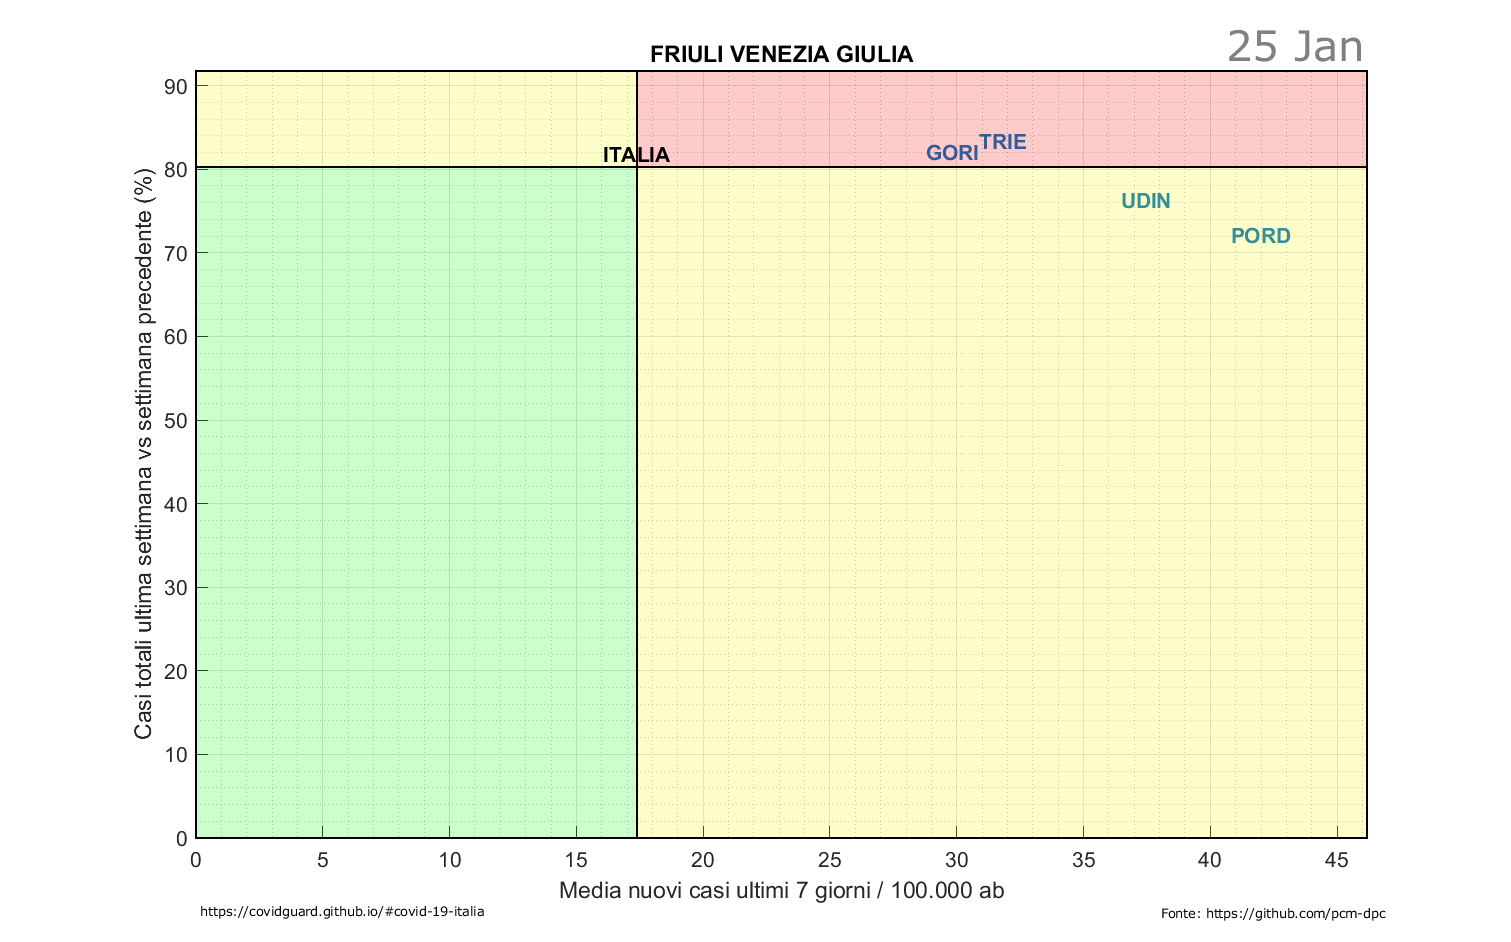 25 Jan
FRIULI VENEZIA GIULIA
90
TRIE
GORI
ITALIA
80
UDIN
PORD
70
60
50
40
30
20
10
0
Casi totali ultima settimana vs settimana precedente (%)
0 5 10 15 20 25 30 35 40 45
Media nuovi casi ultimi 7 giorni / 100.000 ab
https://covidguard.github.io/#covid-19-italia
Fonte: https://github.com/pcm-dpc